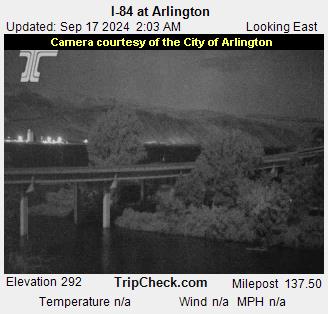 I-84 at Arlington
Updated: Sep 17 2024 2:03 AM Looking East
Camera courtesy of the City of Arlington
Elevation 292 TripCheck.com Milepost 137.50
Temperature n/a Wind n/a MPH n/a